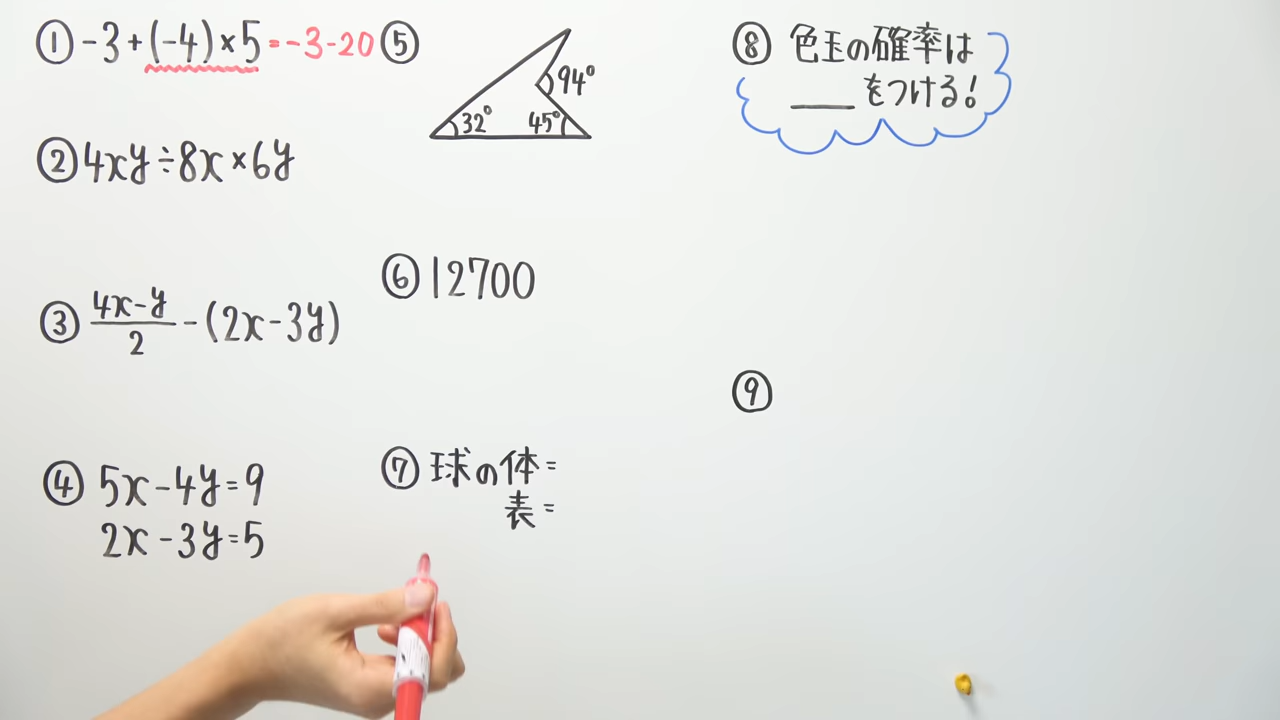 ① -3+(-4)×5=-3-20
② 4xy÷8x×6y
③ \frac{4x-y}{2}-(2x-3y)
④ 5x-4y=9
2x-3y=5
⑤
94°
32° 45°
⑥ 12700
⑦ 球の体=
表=
⑧ 色玉の確率は
___をつける!
⑨